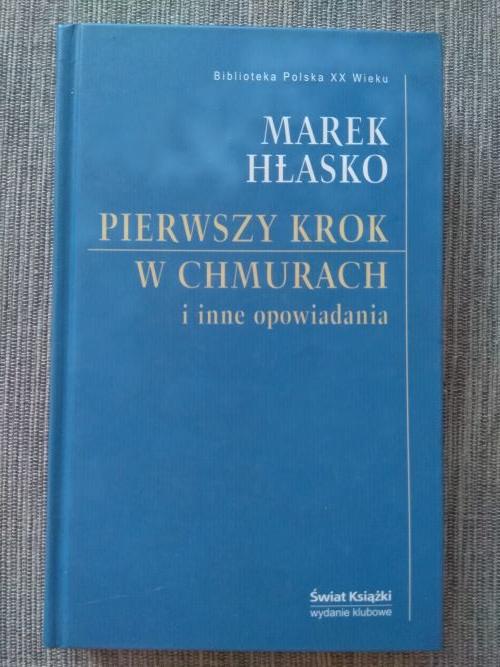 Biblioteka Polska XX Wieku
MAREK
HŁASKO
PIERWSZY KROK
W CHMURACH
i inne opowiadania
Świat Książki
wydanie klubowe